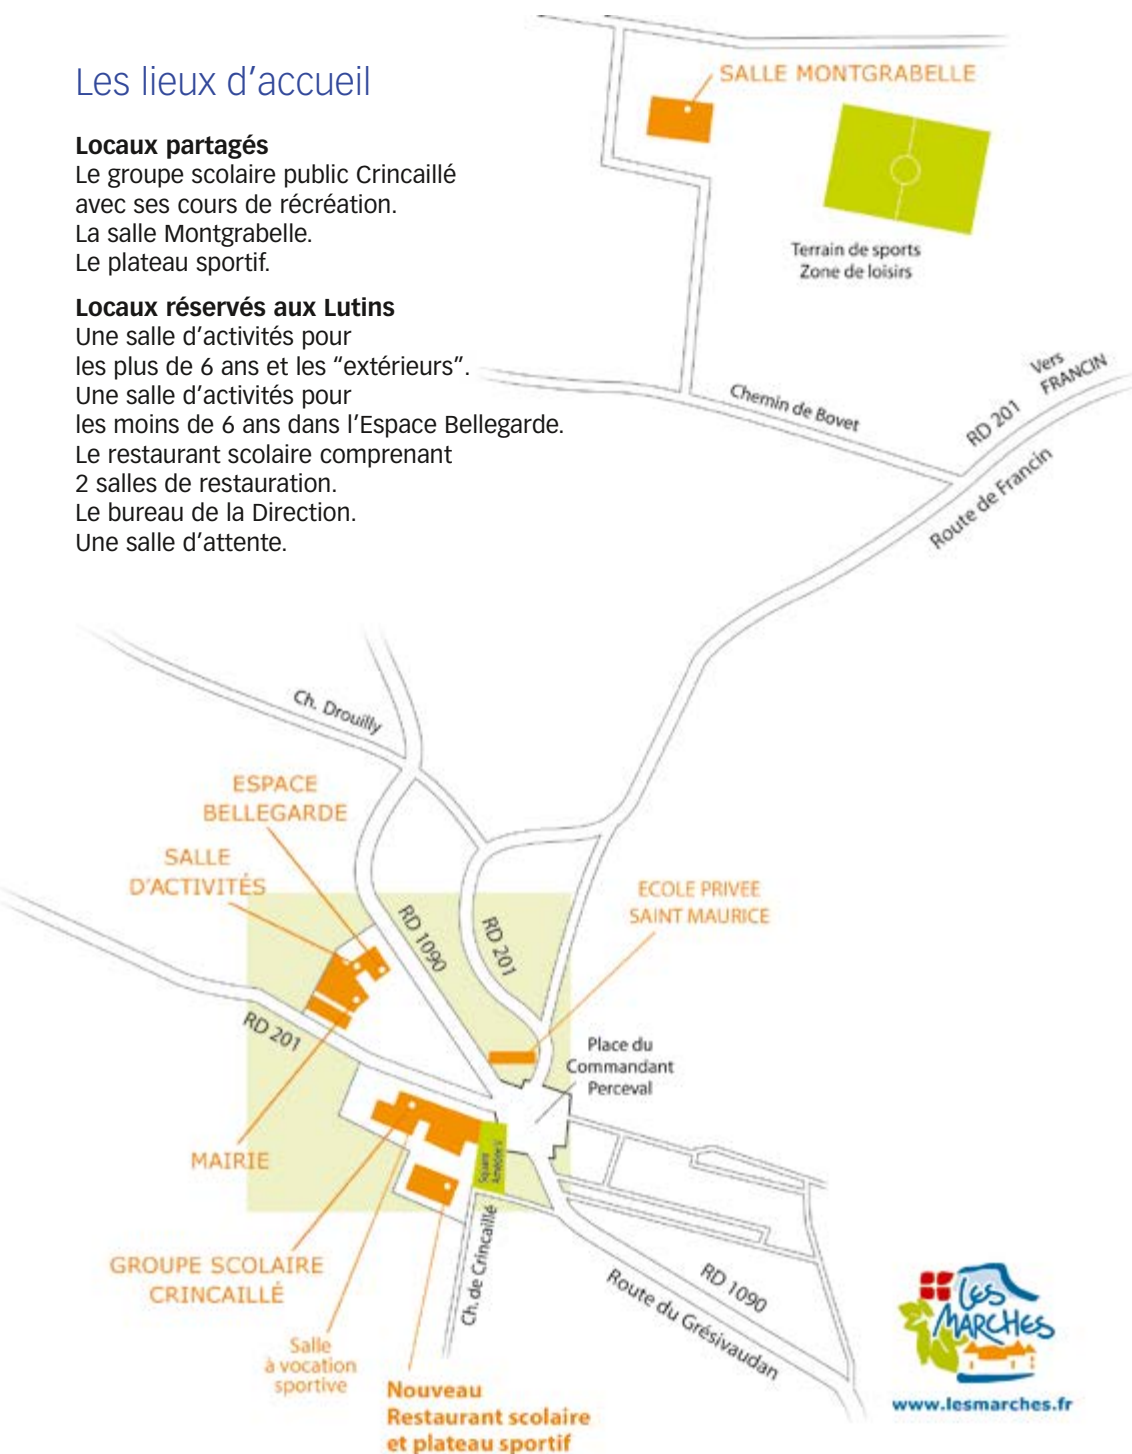 Les lieux d'accueil
Locaux partagés
Le groupe scolaire public Crincaillé
avec ses cours de récréation.
La salle Montgrabelle.
Le plateau sportif.
Locaux réservés aux Lutins
Une salle d'activités pour
les plus de 6 ans et les “extérieurs”.
Une salle d'activités pour
les moins de 6 ans dans l'Espace Bellegarde.
Le restaurant scolaire comprenant
2 salles de restauration.
Le bureau de la Direction.
Une salle d'attente.
SALLE MONTGRABELLE
Terrain de sports
Zone de loisirs
Vers
FRANCIN
RD 201
Route de Francin
Chemin de Bovet
Ch. Drouilly
ESPACE
BELLEGARDE
SALLE
D'ACTIVITÉS
RD 1090
RD 201
ECOLE PRIVEE
SAINT MAURICE
RD 201
Place du
Commandant
Perceval
MAIRIE
Square
Amédée V
GROUPE SCOLAIRE
CRINCAILLÉ
Ch. de Crincaillé
RD 1090
Route du Grésivaudan
Salle
à vocation
sportive
Nouveau
Restaurant scolaire
et plateau sportif
LES
MARCHES
www.lesmarches.fr